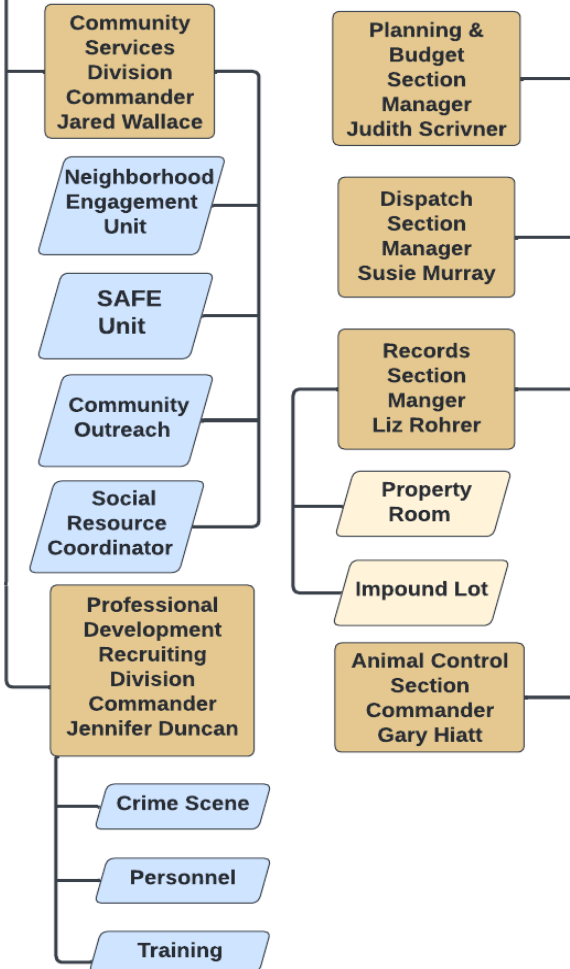 Community
Services
Division
Commander
Jared Wallace
Neighborhood
Engagement
Unit
SAFE
Unit
Community
Outreach
Social
Resource
Coordinator
Professional
Development
Recruiting
Division
Commander
Jennifer Duncan
Crime Scene
Personnel
Training
Planning &
Budget
Section
Manager
Judith Scrivner
Dispatch
Section
Manager
Susie Murray
Records
Section
Manger
Liz Rohrer
Property
Room
Impound Lot
Animal Control
Section
Commander
Gary Hiatt